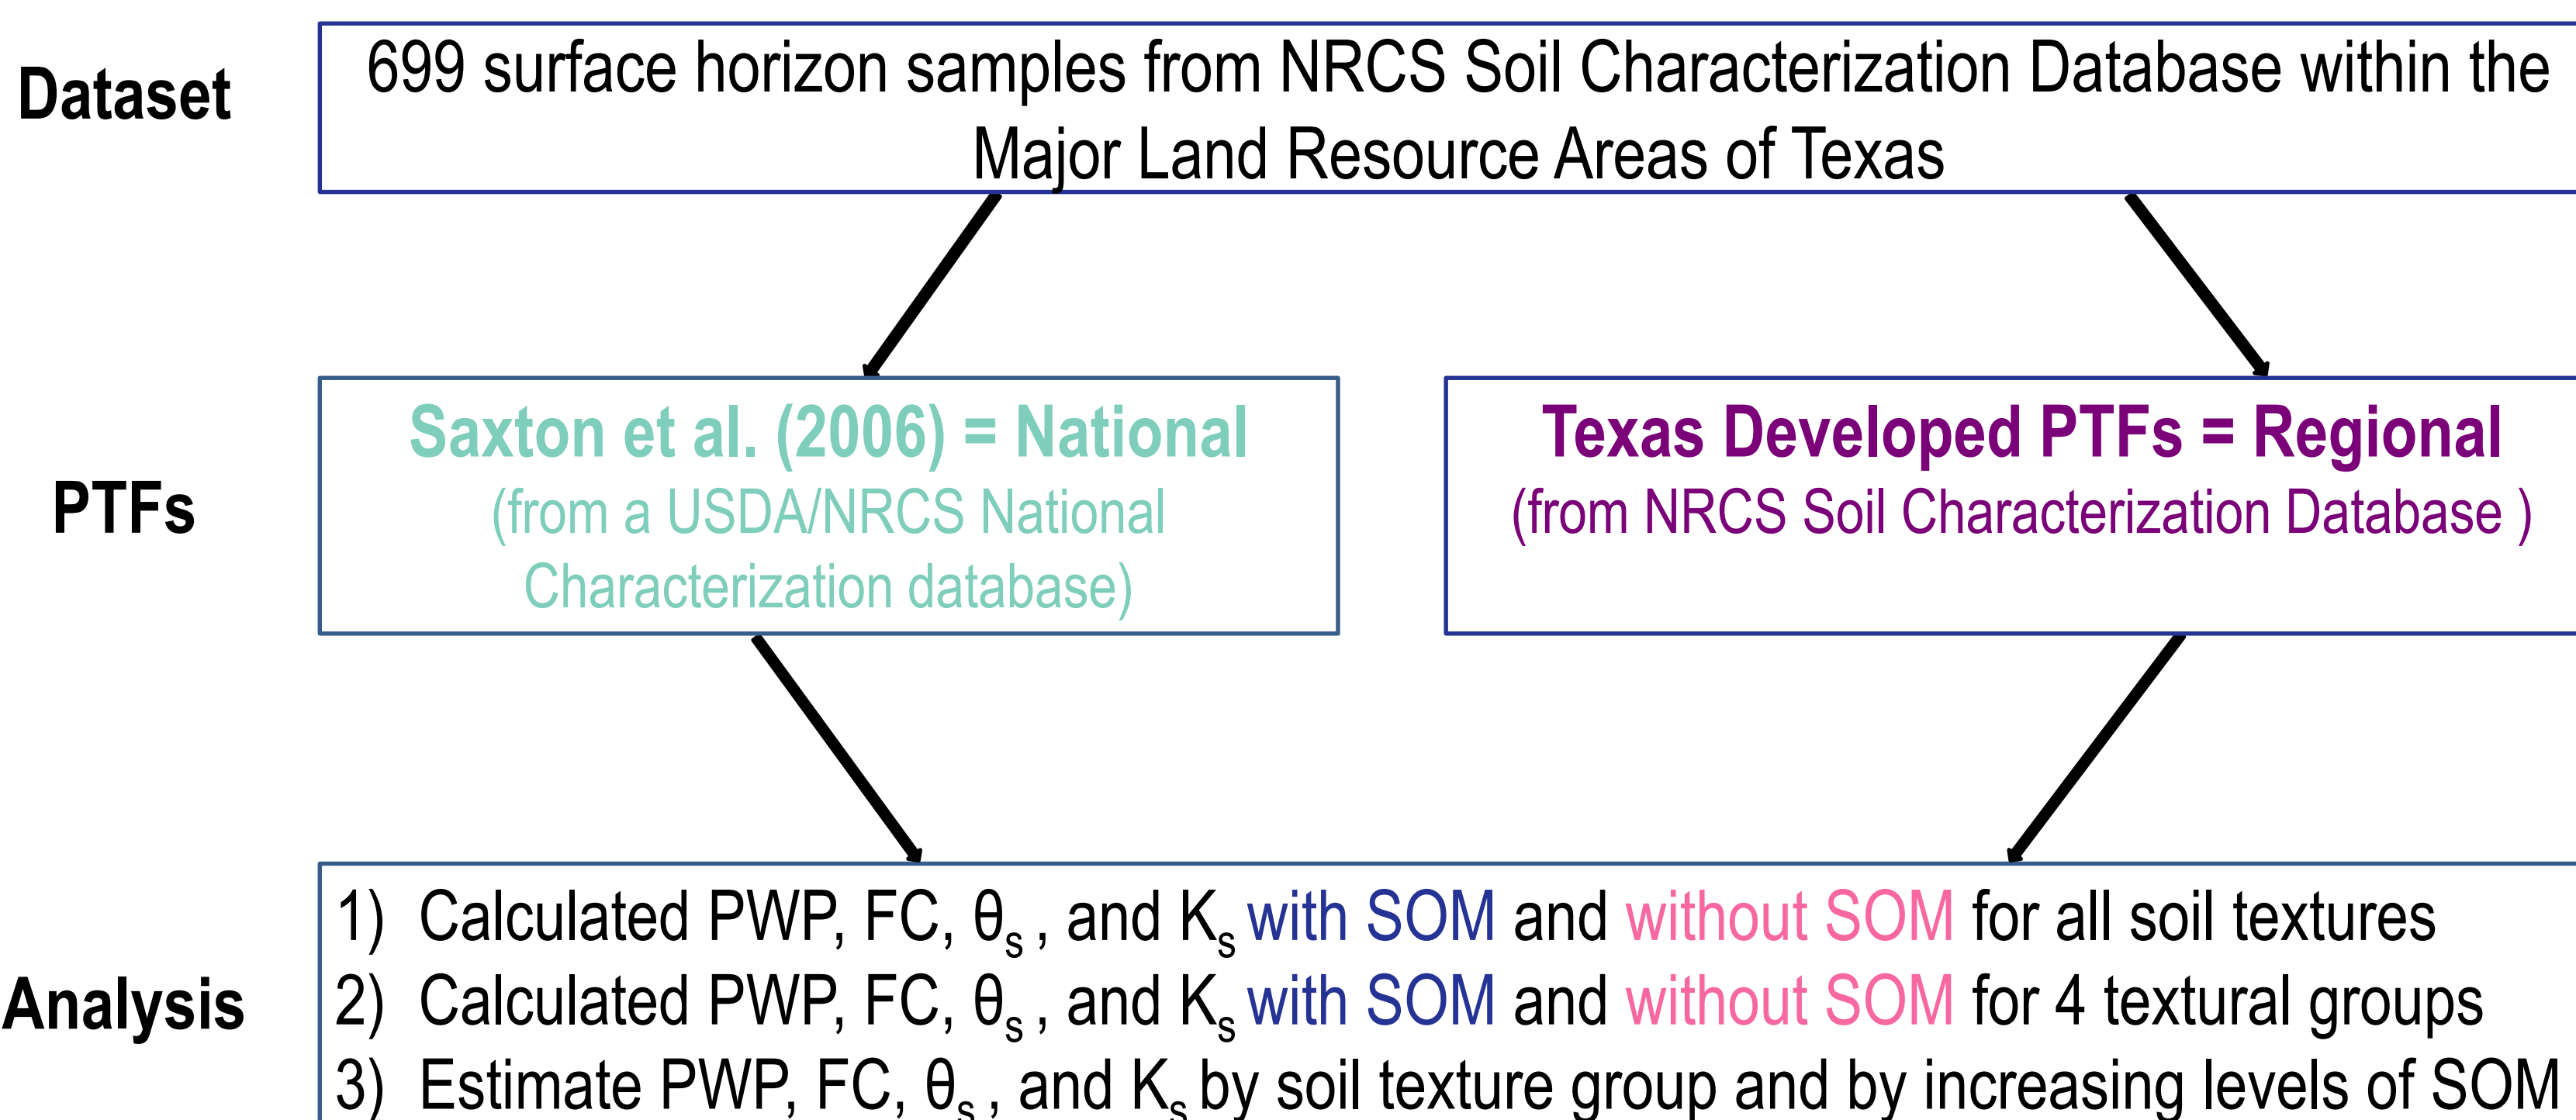 Dataset
699 surface horizon samples from NRCS Soil Characterization Database within the
Major Land Resource Areas of Texas
PTFs
Saxton et al. (2006) = National
(from a USDA/NRCS National
Characterization database)
Texas Developed PTFs = Regional
(from NRCS Soil Characterization Database )
Analysis
1) Calculated PWP, FC, θs , and Ks with SOM and without SOM for all soil textures
2) Calculated PWP, FC, θs , and Ks with SOM and without SOM for 4 textural groups
3) Estimate PWP, FC, θs , and Ks by soil texture group and by increasing levels of SOM